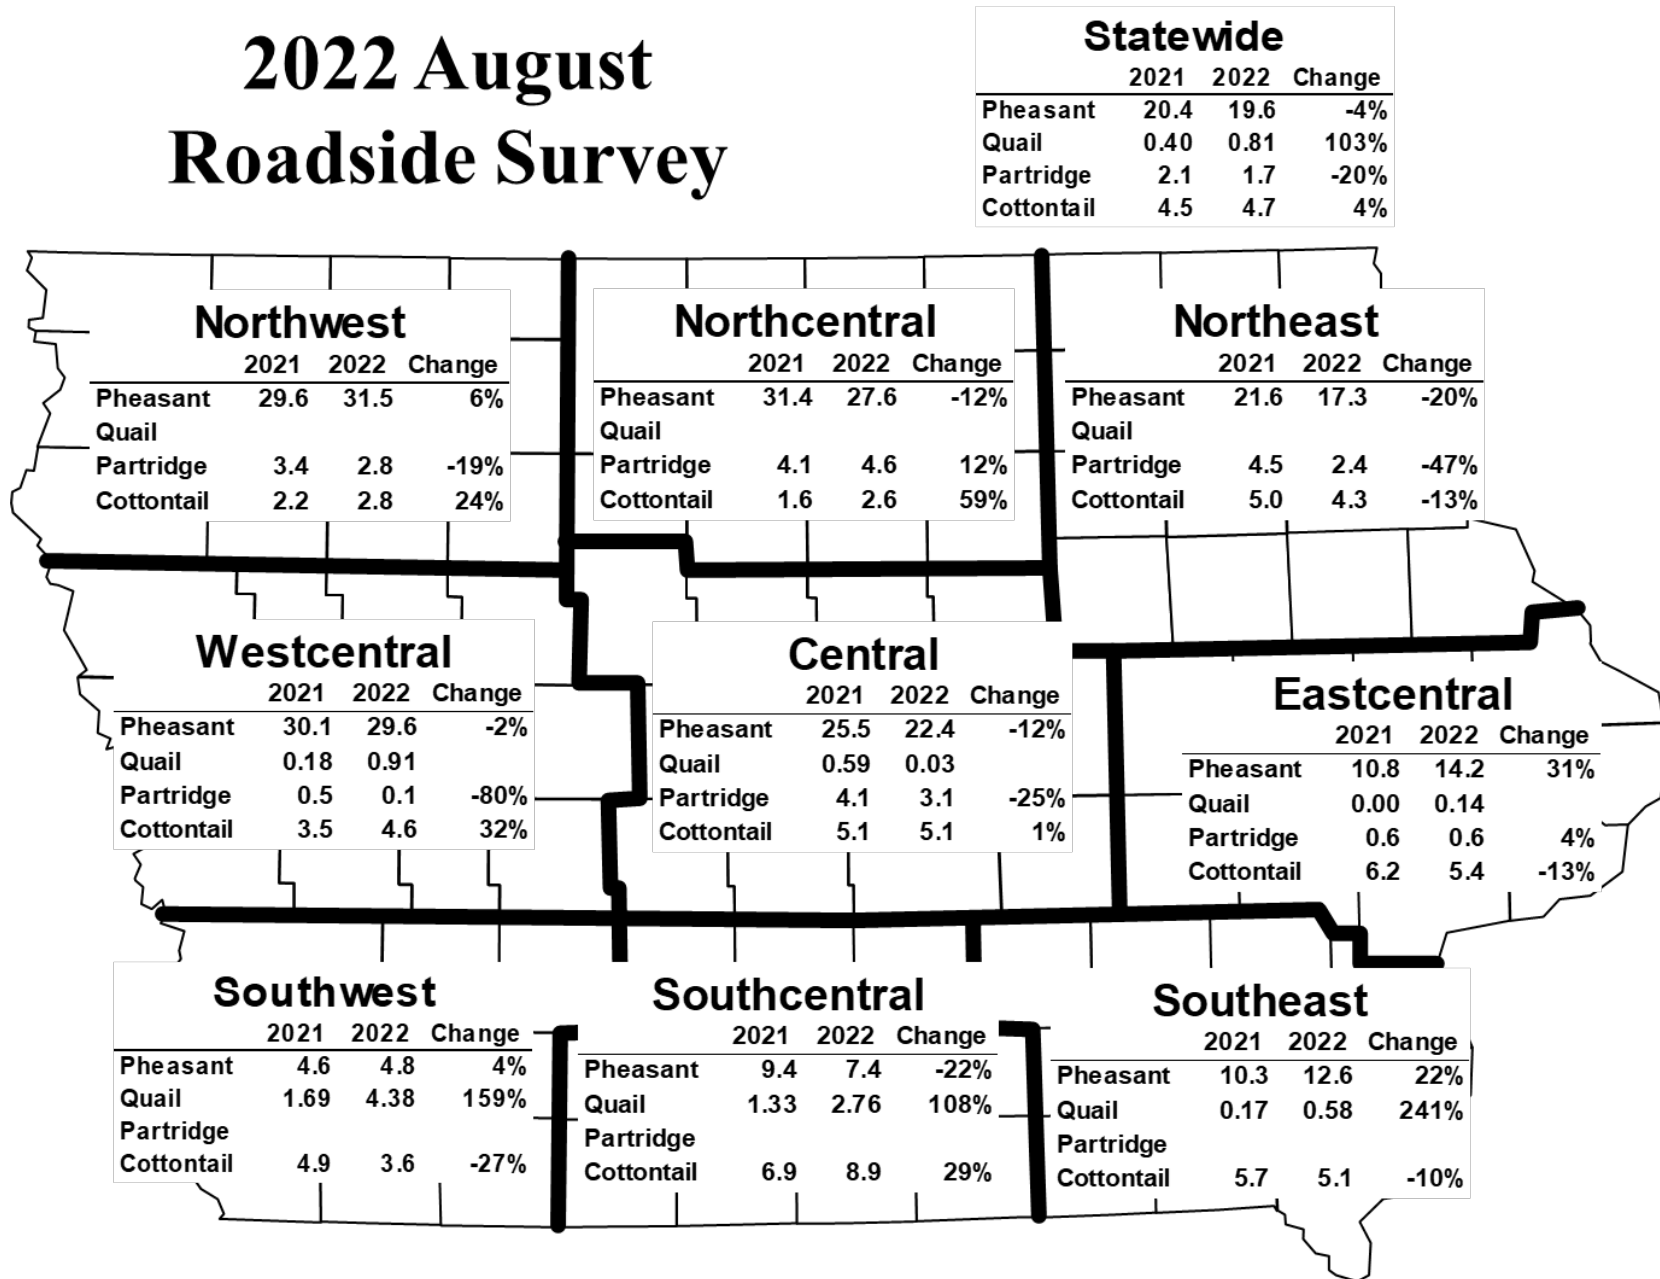 2022 August
Roadside Survey
Statewide
2021 2022 Change
Pheasant 20.4 19.6 -4%
Quail 0.40 0.81 103%
Partridge 2.1 1.7 -20%
Cottontail 4.5 4.7 4%
Northwest
2021 2022 Change
Pheasant 29.6 31.5 6%
Quail
Partridge 3.4 2.8 -19%
Cottontail 2.2 2.8 24%
Northcentral
2021 2022 Change
Pheasant 31.4 27.6 -12%
Quail
Partridge 4.1 4.6 12%
Cottontail 1.6 2.6 59%
Northeast
2021 2022 Change
Pheasant 21.6 17.3 -20%
Quail
Partridge 4.5 2.4 -47%
Cottontail 5.0 4.3 -13%
Westcentral
2021 2022 Change
Pheasant 30.1 29.6 -2%
Quail 0.18 0.91
Partridge 0.5 0.1 -80%
Cottontail 3.5 4.6 32%
Central
2021 2022 Change
Pheasant 25.5 22.4 -12%
Quail 0.59 0.03
Partridge 4.1 3.1 -25%
Cottontail 5.1 5.1 1%
Eastcentral
2021 2022 Change
Pheasant 10.8 14.2 31%
Quail 0.00 0.14
Partridge 0.6 0.6 4%
Cottontail 6.2 5.4 -13%
Southwest
2021 2022 Change
Pheasant 4.6 4.8 4%
Quail 1.69 4.38 159%
Partridge
Cottontail 4.9 3.6 -27%
Southcentral
2021 2022 Change
Pheasant 9.4 7.4 -22%
Quail 1.33 2.76 108%
Partridge
Cottontail 6.9 8.9 29%
Southeast
2021 2022 Change
Pheasant 10.3 12.6 22%
Quail 0.17 0.58 241%
Partridge
Cottontail 5.7 5.1 -10%